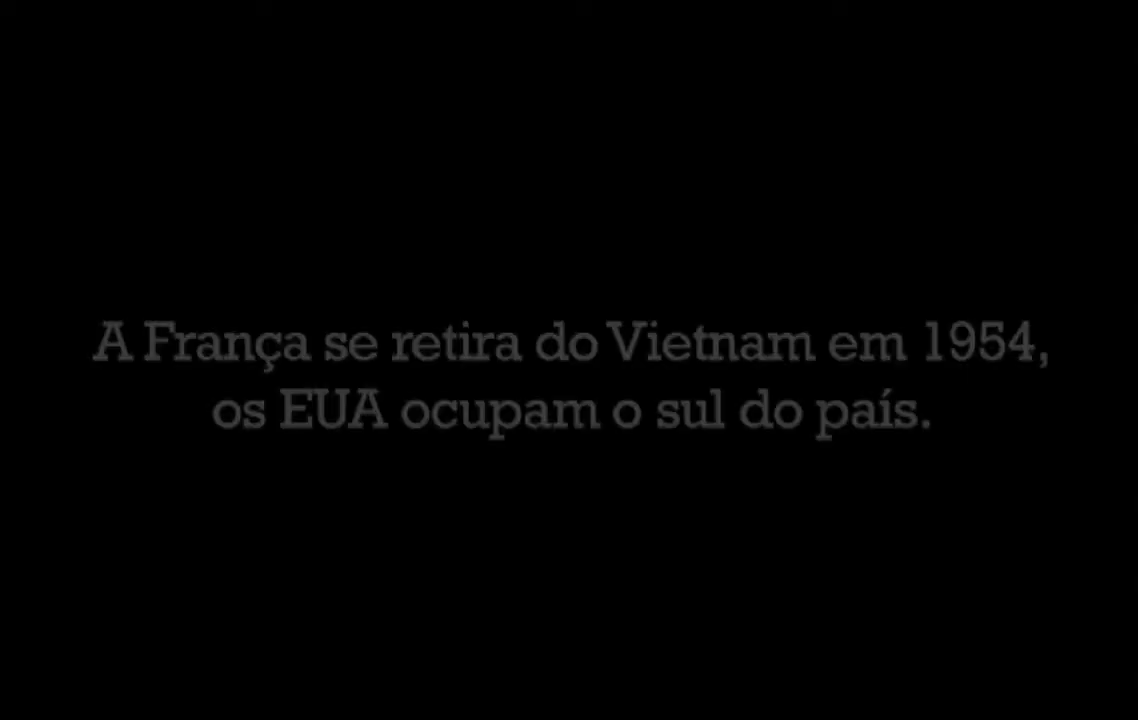 A França se retira do Vietnam em 1954,
os EUA ocupam o sul do país.